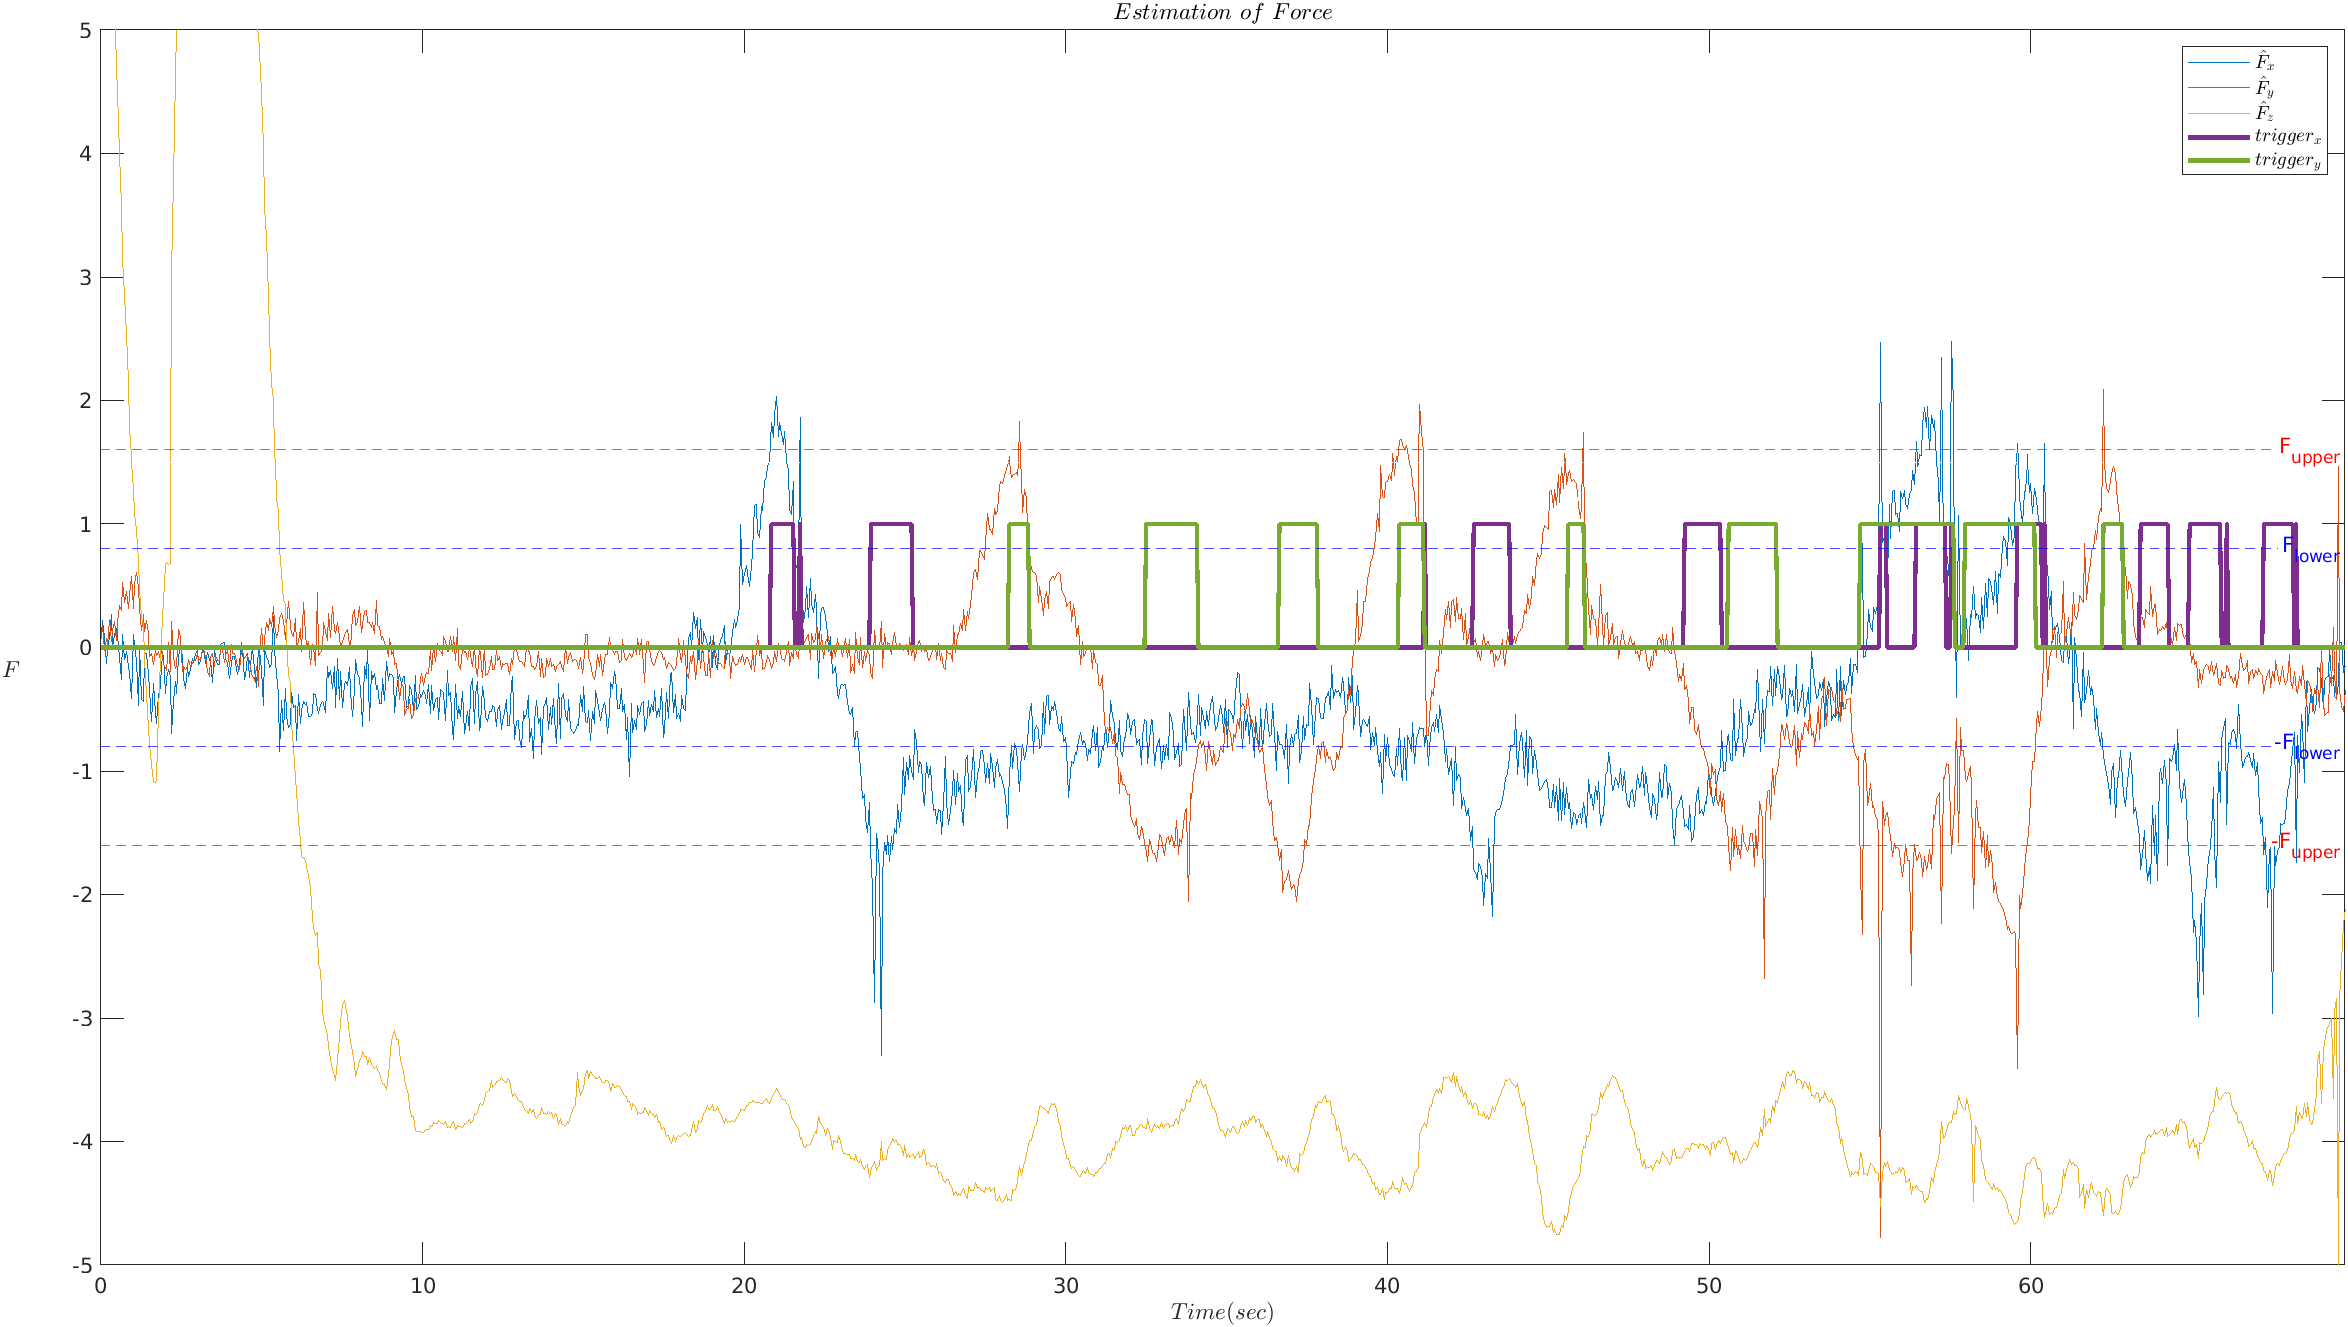 Estimation of Force
5
4
3
2
1
0
-1
-2
-3
-4
-5
F
0 10 20 30 40 50 60
Time(sec)
F̂x
F̂y
F̂z
triggerx
triggery
Fupper
Flower
-Flower
-Fupper